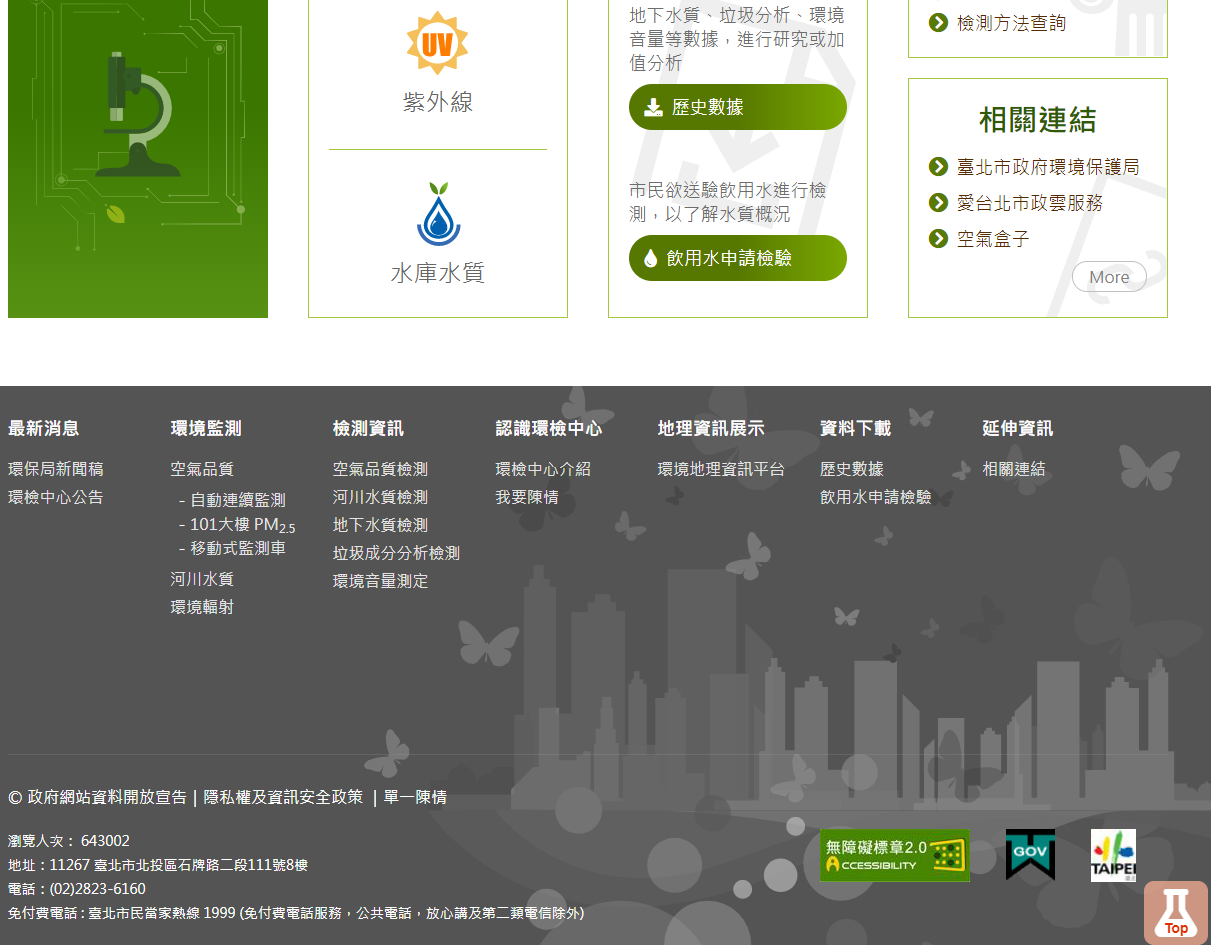 UV
紫外線
水庫水質
地下水質、垃圾分析、環境
音量等數據，進行研究或加
值分析
歷史數據
市民欲送驗飲用水進行檢
測，以了解水質概況
飲用水申請檢驗
檢測方法查詢
相關連結
臺北市政府環境保護局
愛台北市政雲服務
空氣盒子
More
最新消息
環保局新聞稿
環檢中心公告
環境監測
空氣品質
- 自動連續監測
- 101大樓 PM2.5
- 移動式監測車
河川水質
環境輻射
檢測資訊
空氣品質檢測
河川水質檢測
地下水質檢測
垃圾成分分析檢測
環境音量測定
認識環檢中心
環檢中心介紹
我要陳情
地理資訊展示
環境地理資訊平台
資料下載
歷史數據
飲用水申請檢驗
延伸資訊
相關連結
© 政府網站資料開放宣告 | 隱私權及資訊安全政策 | 單一陳情
瀏覽人次： 643002
地址：11267 臺北市北投區石牌路二段111號8樓
電話：(02)2823-6160
免付費電話 : 臺北市民當家熱線 1999 (免付費電話服務，公共電話，放心講及第二類電信除外)
無障礙標章2.0
ACCESSIBILITY
GOV
TAIPEI
Top